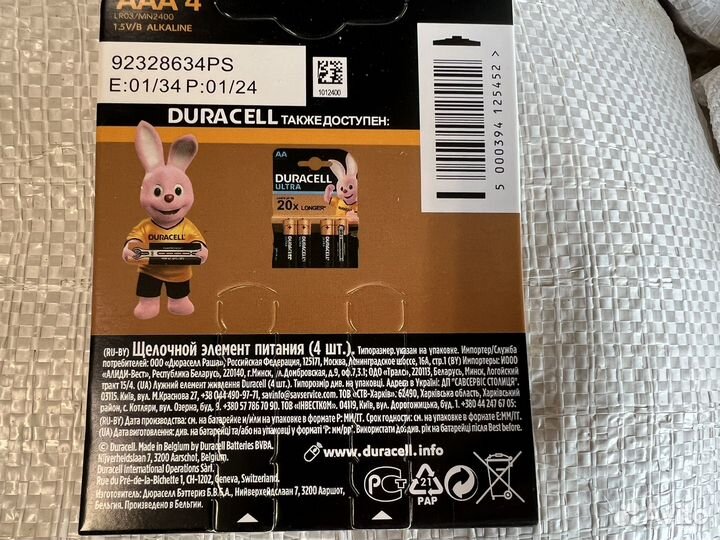 AAA 4
LR03/MN2400
1.5V/B ALKALINE
92328634PS
E:01/34 P:01/24
1012400
5 000394 125452 >
DURACELL ТАКЖЕ ДОСТУПЕН:
AA
DURACELL
ULTRA
20x LONGER
DURACELL
(RU-BY) Щелочной элемент питания (4 шт.). Типоразмер указан на упаковке. Импортер/Служба
потребителей: ООО «Дюраселл Раша», Российская Федерация, 125171, Москва, Ленинградское шоссе, 16А, стр.1 (BY) Импортеры: ИООО
«АЛИДИ-Вест», Республика Беларусь, 220140, г.Минск, ул.Домбровская, д.9, оф.7.3.1; ОДО «Тралс», 220113, Беларусь, Минск, Логойский
тракт 15/4. (UA) Лужний елемент живлення Duracell (4 шт.). Типорозмір див. на упаковці. Адреса в Україні: ДП "САВСЕРВІС СТОЛИЦЯ",
03115, Київ, вул. М.Краснова 27, +38 044 490-97-71, savinfo@savservice.com; ТОВ "СТВ-Харків": 62490, Харківська область, Харківський
район, с. Котляри, вул. Озерна, буд. 9, +380 57 786 70 90. ТОВ «ІНВЕСТКОМ»: 04119, Київ, вул. Дорогожицька, буд. 1, +380 44 247 67 05;
(RU-BY) Дата производства: см. на батарейке и/или на упаковке в формате P: ММ/ГГ. Срок годности: см. на упаковке в формате E:ММ/ГГ.
(UA) Дата виготовлення: див. на батарейці та/або на упаковці у форматі "P: мм/рр". Використати до: див. рік на батарейці після Best before.
© Duracell. Made in Belgium by Duracell Batteries BVBA.
Nijverheidslaan 7, 3200 Aarschot, Belgium.
Duracell International Operations Sàrl.
Rue du Pré-de-la-Bichette 1, CH-1202, Geneva, Switzerland.
Изготовитель: Дюраселл Бэттериз Б.В.Б.А., Нийверхейдслаан 7, 3200 Ааршот,
Бельгия. Произведено в Бельгии.
www.duracell.info
21
PAP
Avito